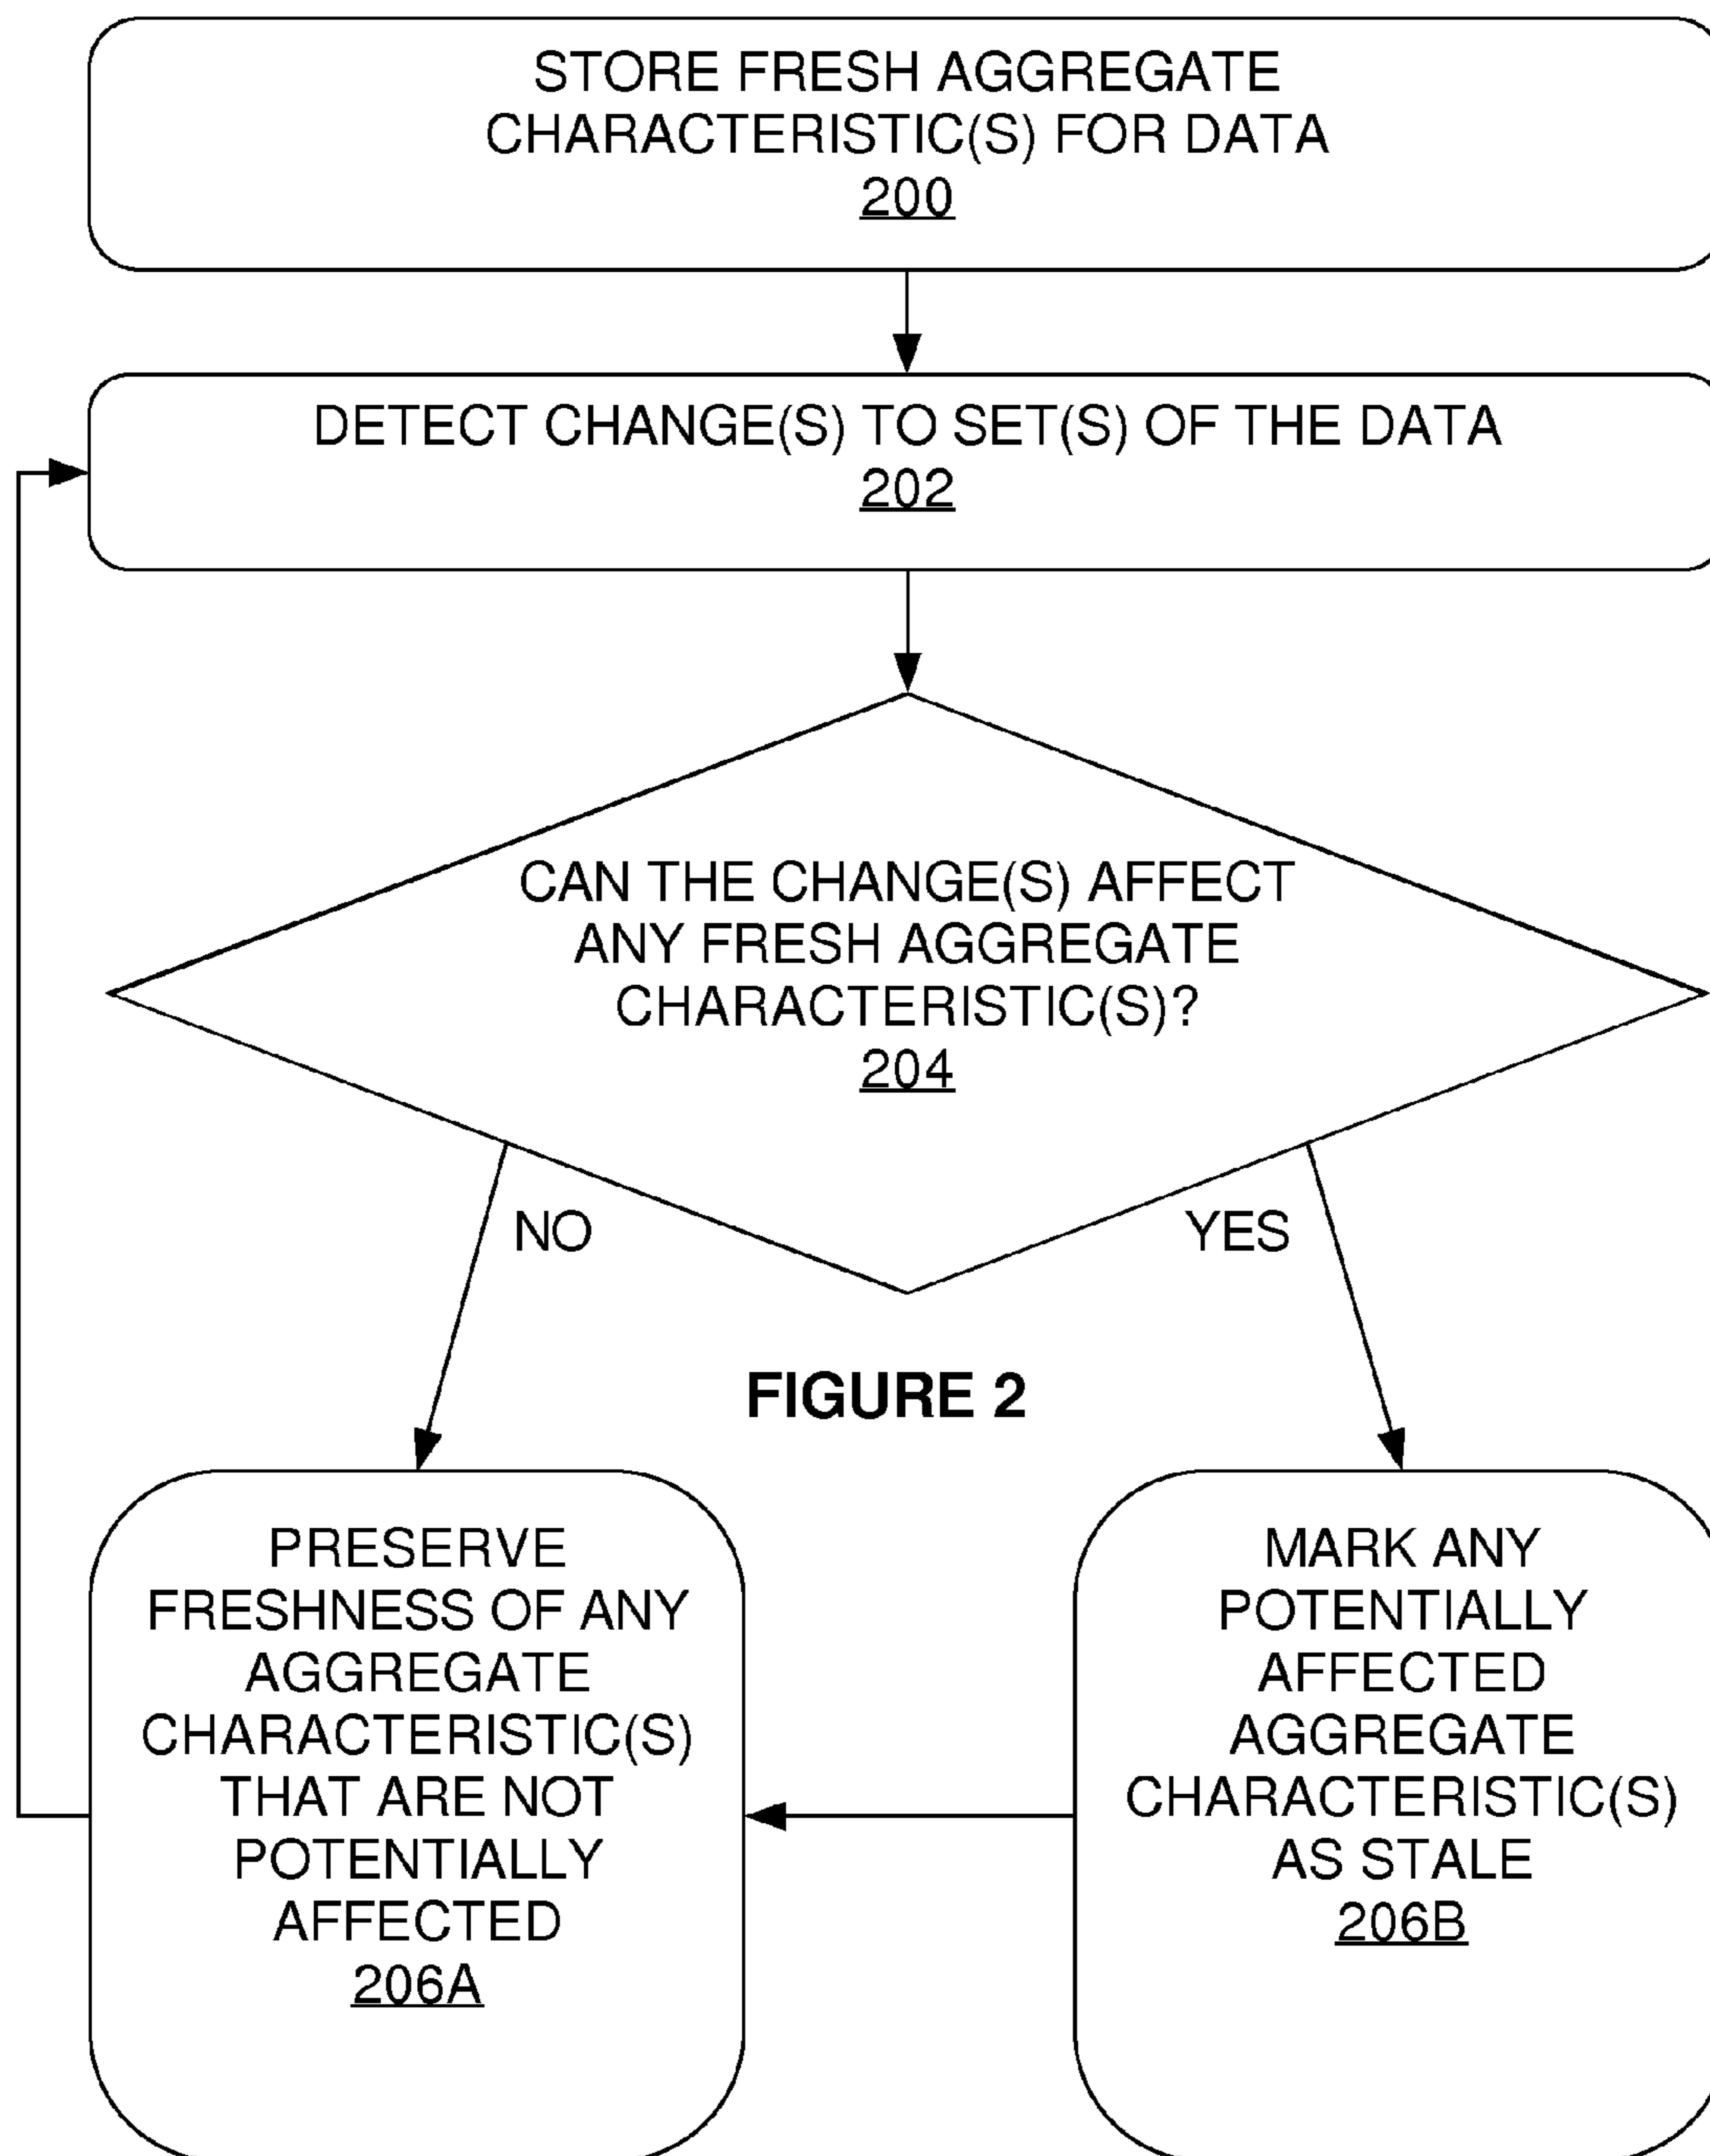 STORE FRESH AGGREGATE
CHARACTERISTIC(S) FOR DATA
200
DETECT CHANGE(S) TO SET(S) OF THE DATA
202
CAN THE CHANGE(S) AFFECT
ANY FRESH AGGREGATE
CHARACTERISTIC(S)?
204
NO
YES
FIGURE 2
PRESERVE
FRESHNESS OF ANY
AGGREGATE
CHARACTERISTIC(S)
THAT ARE NOT
POTENTIALLY
AFFECTED
206A
MARK ANY
POTENTIALLY
AFFECTED
AGGREGATE
CHARACTERISTIC(S)
AS STALE
206B